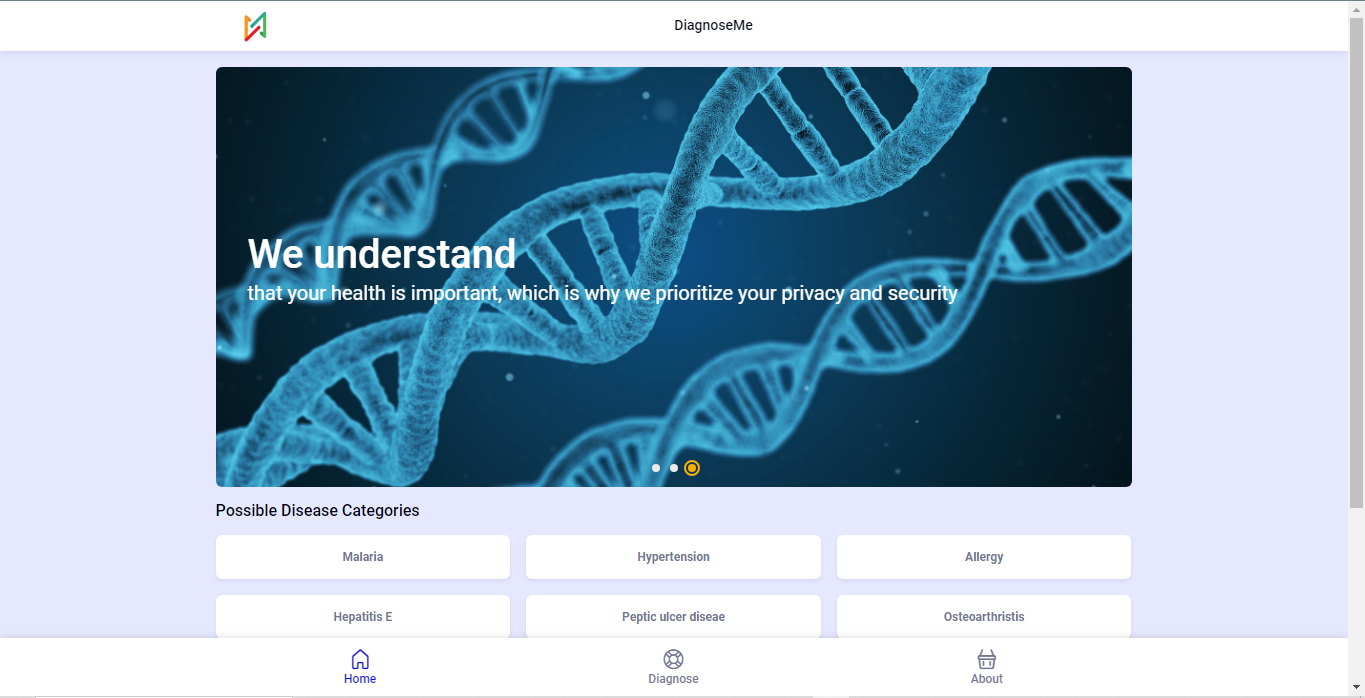 DiagnoseMe
We understand
that your health is important, which is why we prioritize your privacy and security
Possible Disease Categories
Malaria
Hypertension
Allergy
Hepatitis E
Peptic ulcer diseae
Osteoarthristis
Home
Diagnose
About